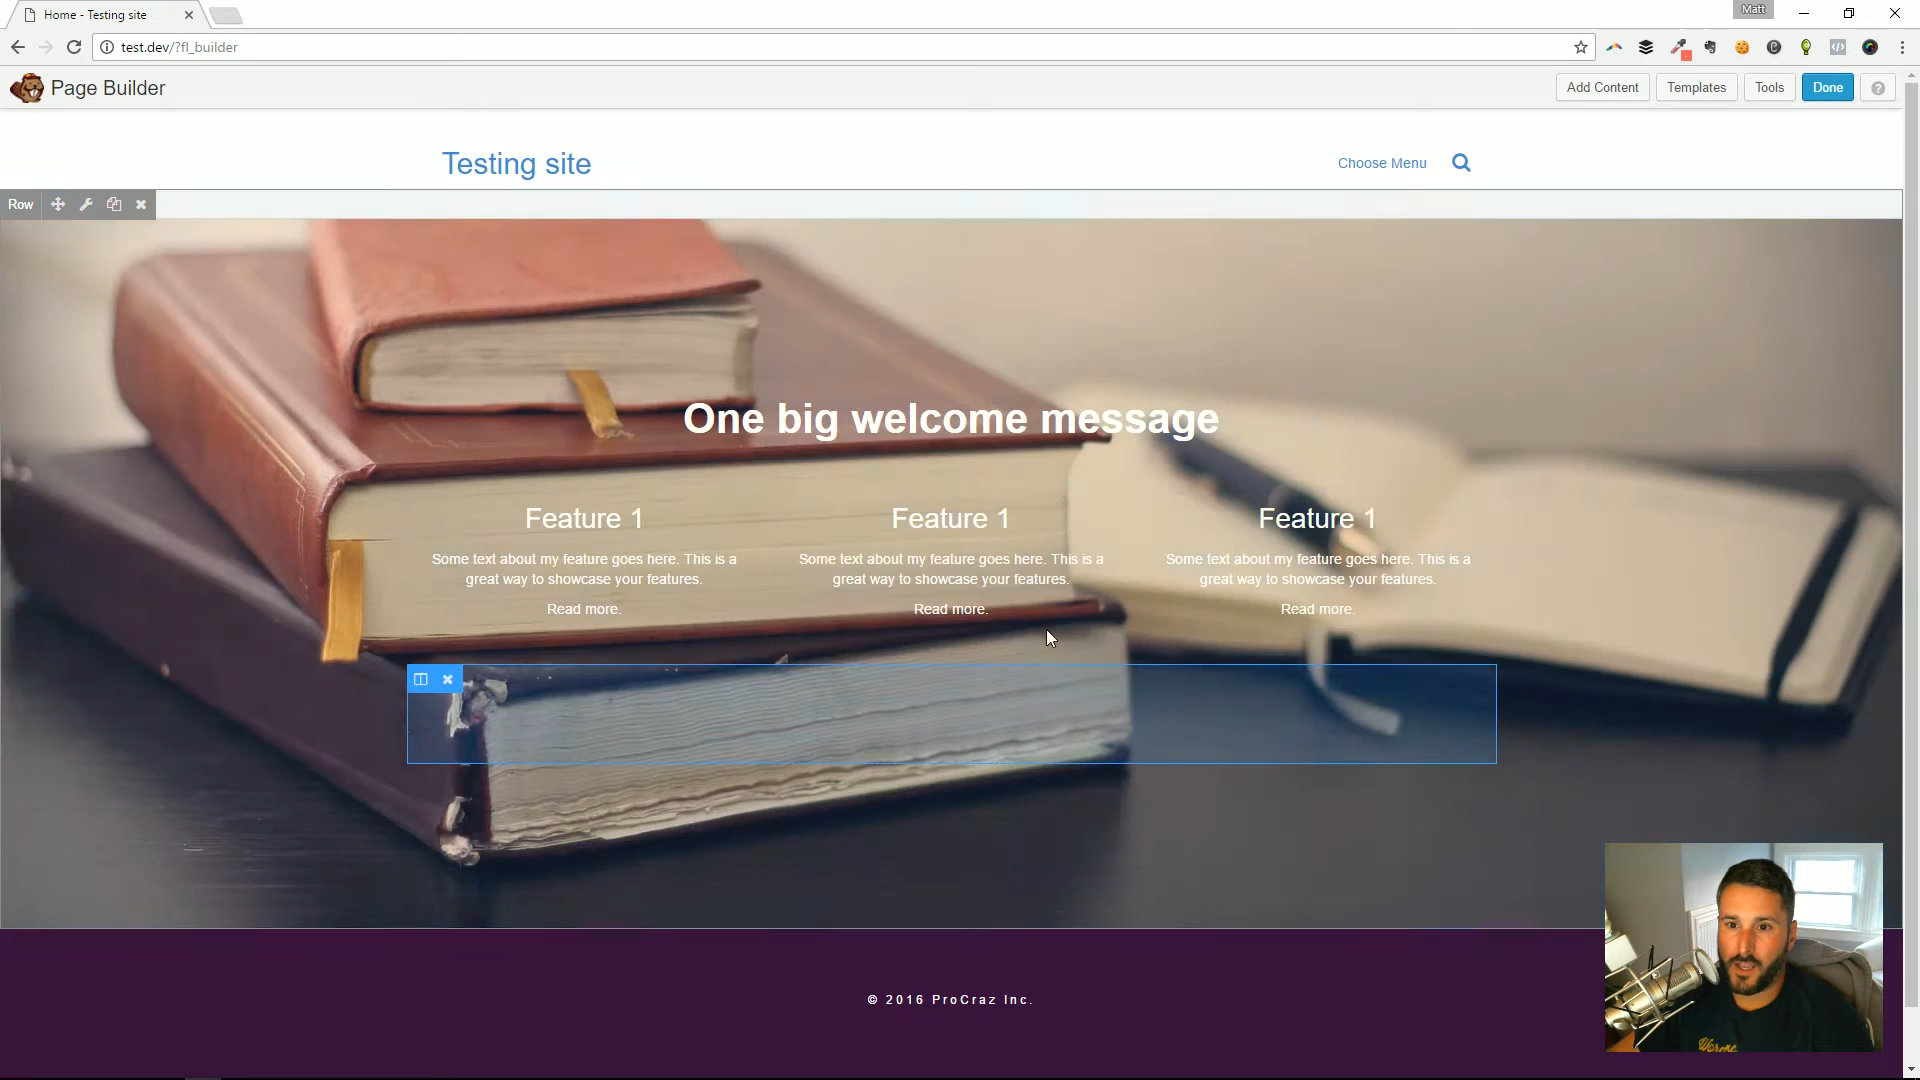 Home - Testing site
Matt
test.dev/?fl_builder
Page Builder
Add Content
Templates
Tools
Done
?
Testing site
Choose Menu
Row
One big welcome message
Feature 1
Some text about my feature goes here. This is a
great way to showcase your features.
Read more.
Feature 1
Some text about my feature goes here. This is a
great way to showcase your features.
Read more.
Feature 1
Some text about my feature goes here. This is a
great way to showcase your features.
Read more.
© 2016 ProCraz Inc.